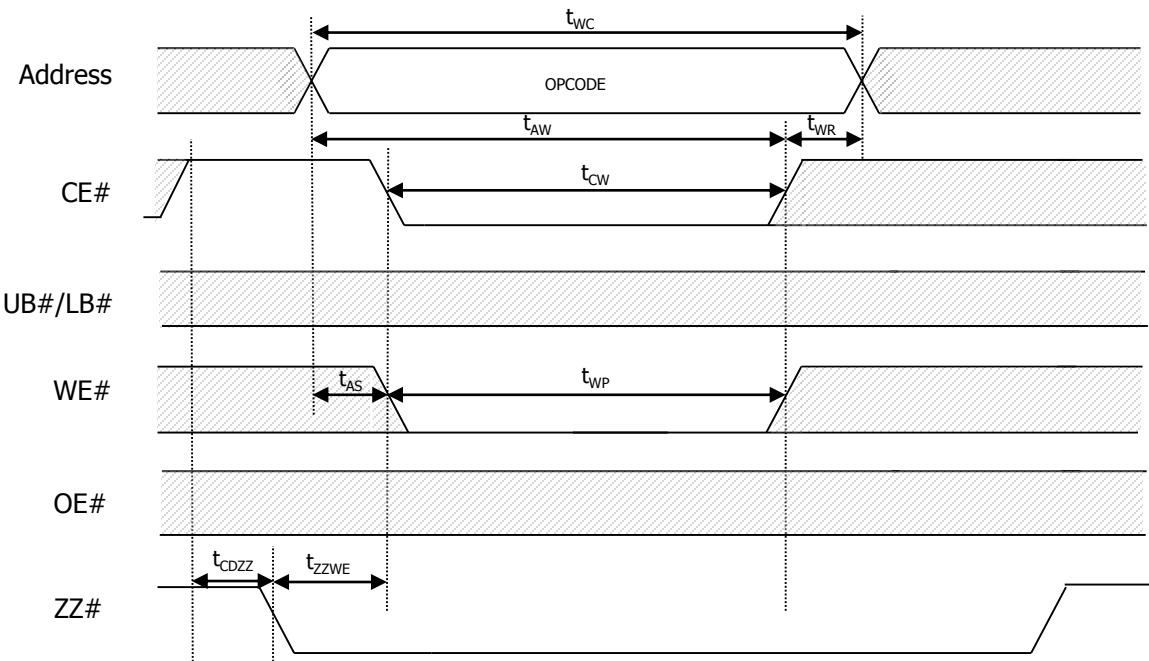 tWC
Address
OPCODE
tAW
tWR
CE#
tCW
UB#/LB#
WE#
tAS
tWP
OE#
tCDZZ
tZZWE
ZZ#